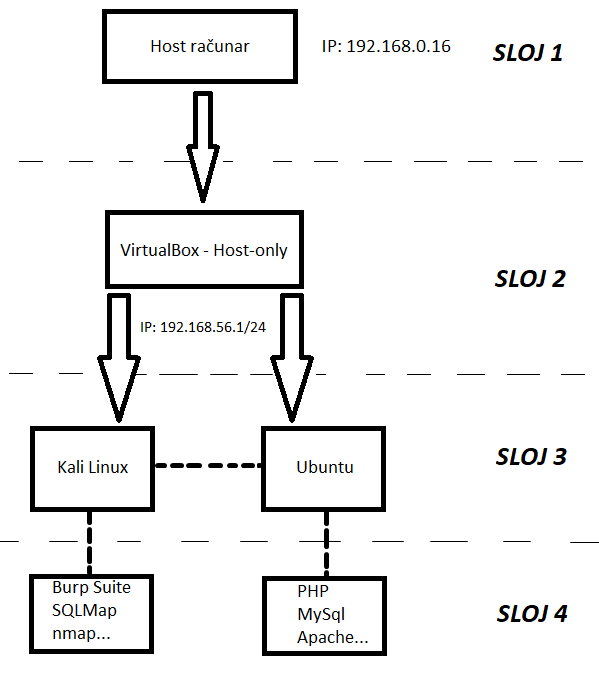 Host računar
IP: 192.168.0.16
SLOJ 1
VirtualBox - Host-only
SLOJ 2
IP: 192.168.56.1/24
Kali Linux
Ubuntu
SLOJ 3
Burp Suite
SQLMap
nmap...
PHP
MySql
Apache...
SLOJ 4